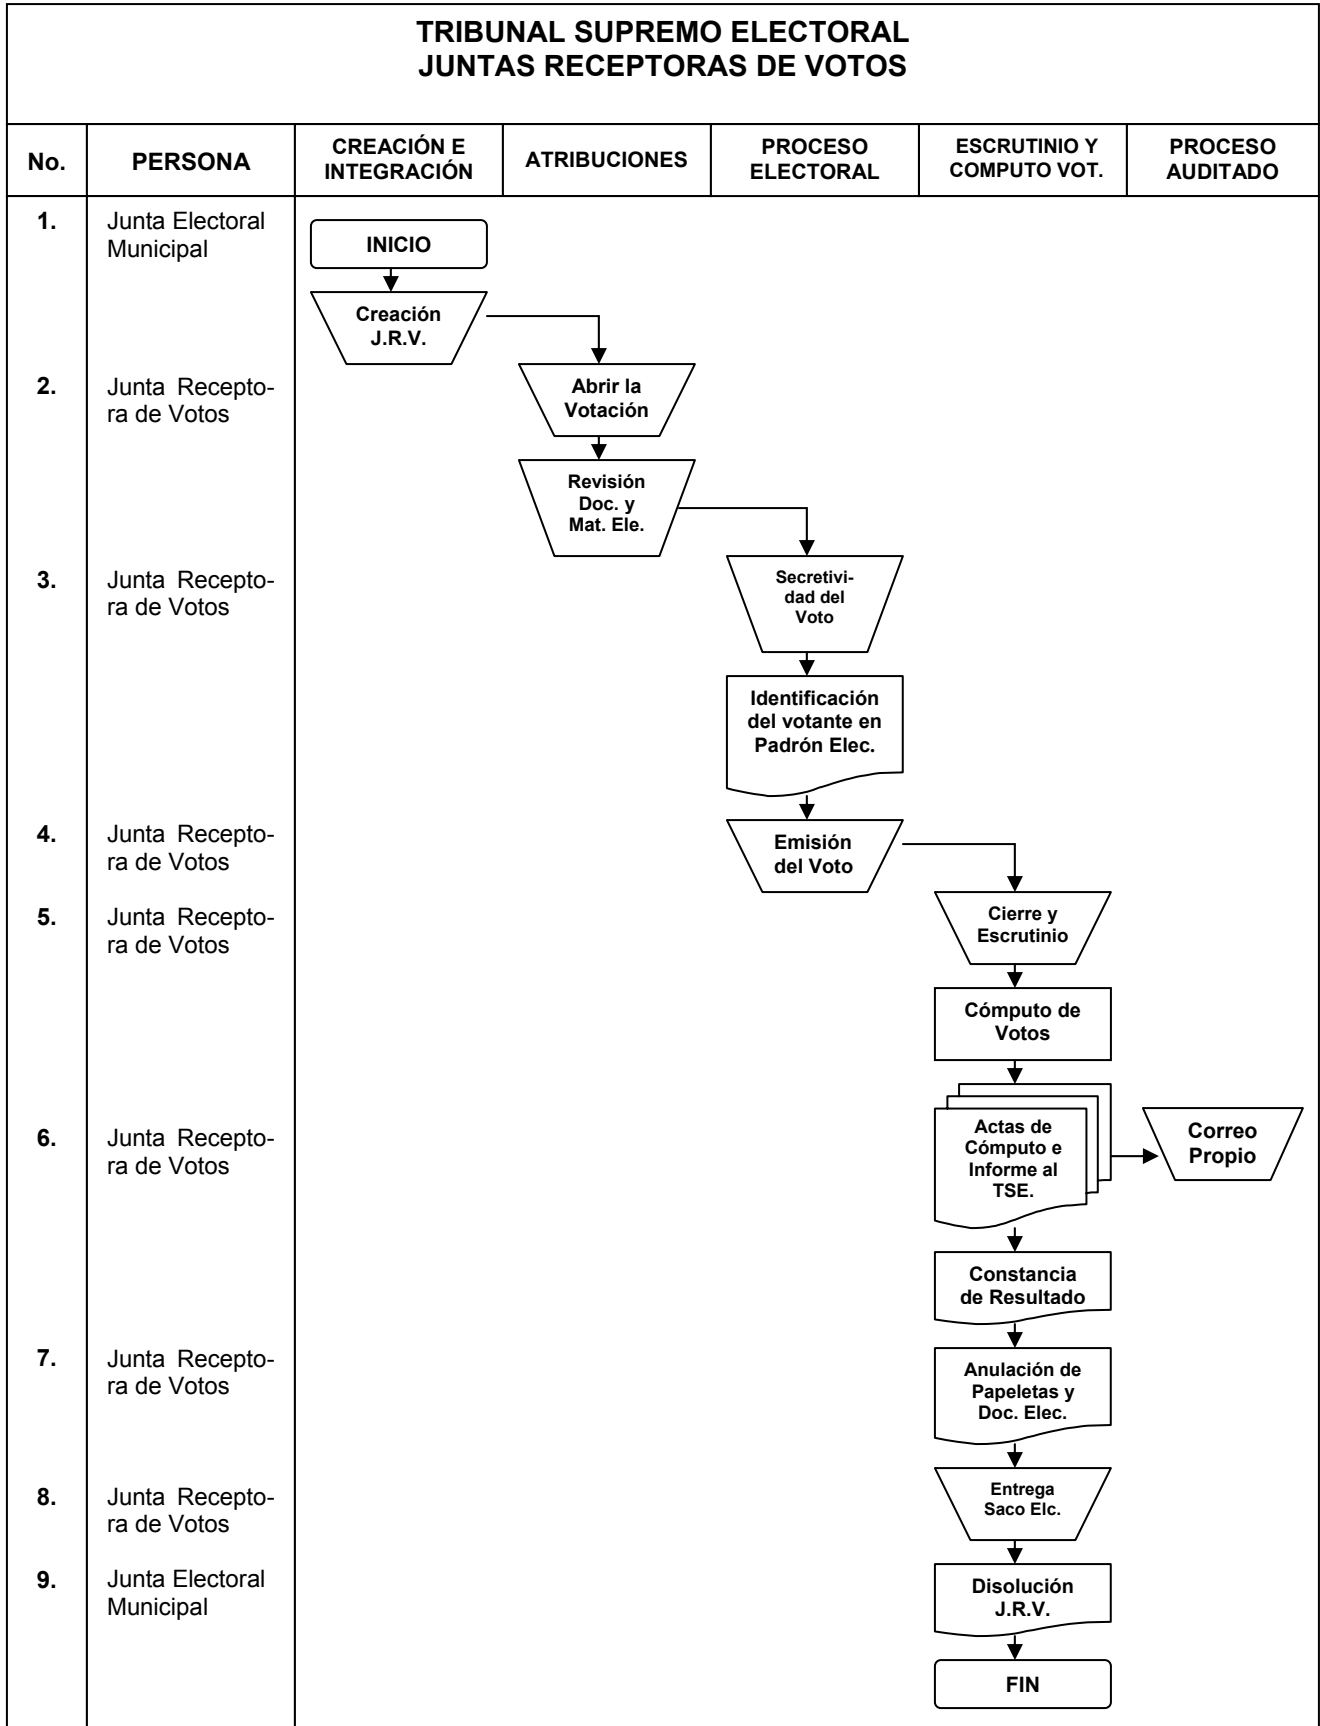 TRIBUNAL SUPREMO ELECTORAL
JUNTAS RECEPTORAS DE VOTOS
No.
PERSONA
CREACIÓN E
INTEGRACIÓN
ATRIBUCIONES
PROCESO
ELECTORAL
ESCRUTINIO Y
COMPUTO VOT.
PROCESO
AUDITADO
1.
Junta Electoral
Municipal
INICIO
Creación
J.R.V.
2.
Junta Recepto-
ra de Votos
Abrir la
Votación
Revisión
Doc. y
Mat. Ele.
3.
Junta Recepto-
ra de Votos
Secretivi-
dad del
Voto
Identificación
del votante en
Padrón Elec.
4.
Junta Recepto-
ra de Votos
Emisión
del Voto
5.
Junta Recepto-
ra de Votos
Cierre y
Escrutinio
Cómputo de
Votos
6.
Junta Recepto-
ra de Votos
Actas de
Cómputo e
Informe al
TSE.
Correo
Propio
Constancia
de Resultado
7.
Junta Recepto-
ra de Votos
Anulación de
Papeletas y
Doc. Elec.
8.
Junta Recepto-
ra de Votos
Entrega
Saco Elc.
9.
Junta Electoral
Municipal
Disolución
J.R.V.
FIN